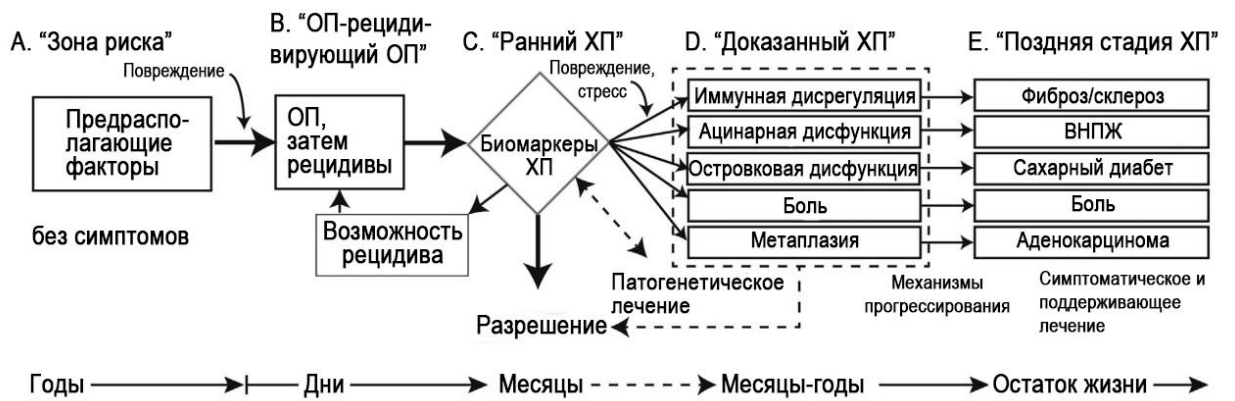 A. “Зона риска”
B. “ОП-рециди-
вирующий ОП”
C. “Ранний ХП”
D. “Доказанный ХП”
E. “Поздняя стадия ХП”
Повреждение
Повреждение,
стресс
Предраспо-
лагающие
факторы
без симптомов
ОП,
затем
рецидивы
Возможность
рецидива
Биомаркеры
ХП
Разрешение
Патогенетическое
лечение
Иммунная дисрегуляция
Ацинарная дисфункция
Островковая дисфункция
Боль
Метаплазия
Механизмы
прогрессирования
Фиброз/склероз
ВНПЖ
Сахарный диабет
Боль
Аденокарцинома
Симптоматическое и
поддерживающее
лечение
Годы
Дни
Месяцы
Месяцы-годы
Остаток жизни